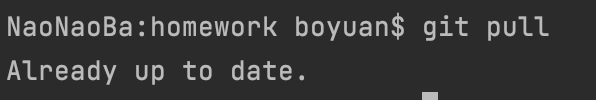 NaoNaoBa:homework boyuan$ git pull
Already up to date.